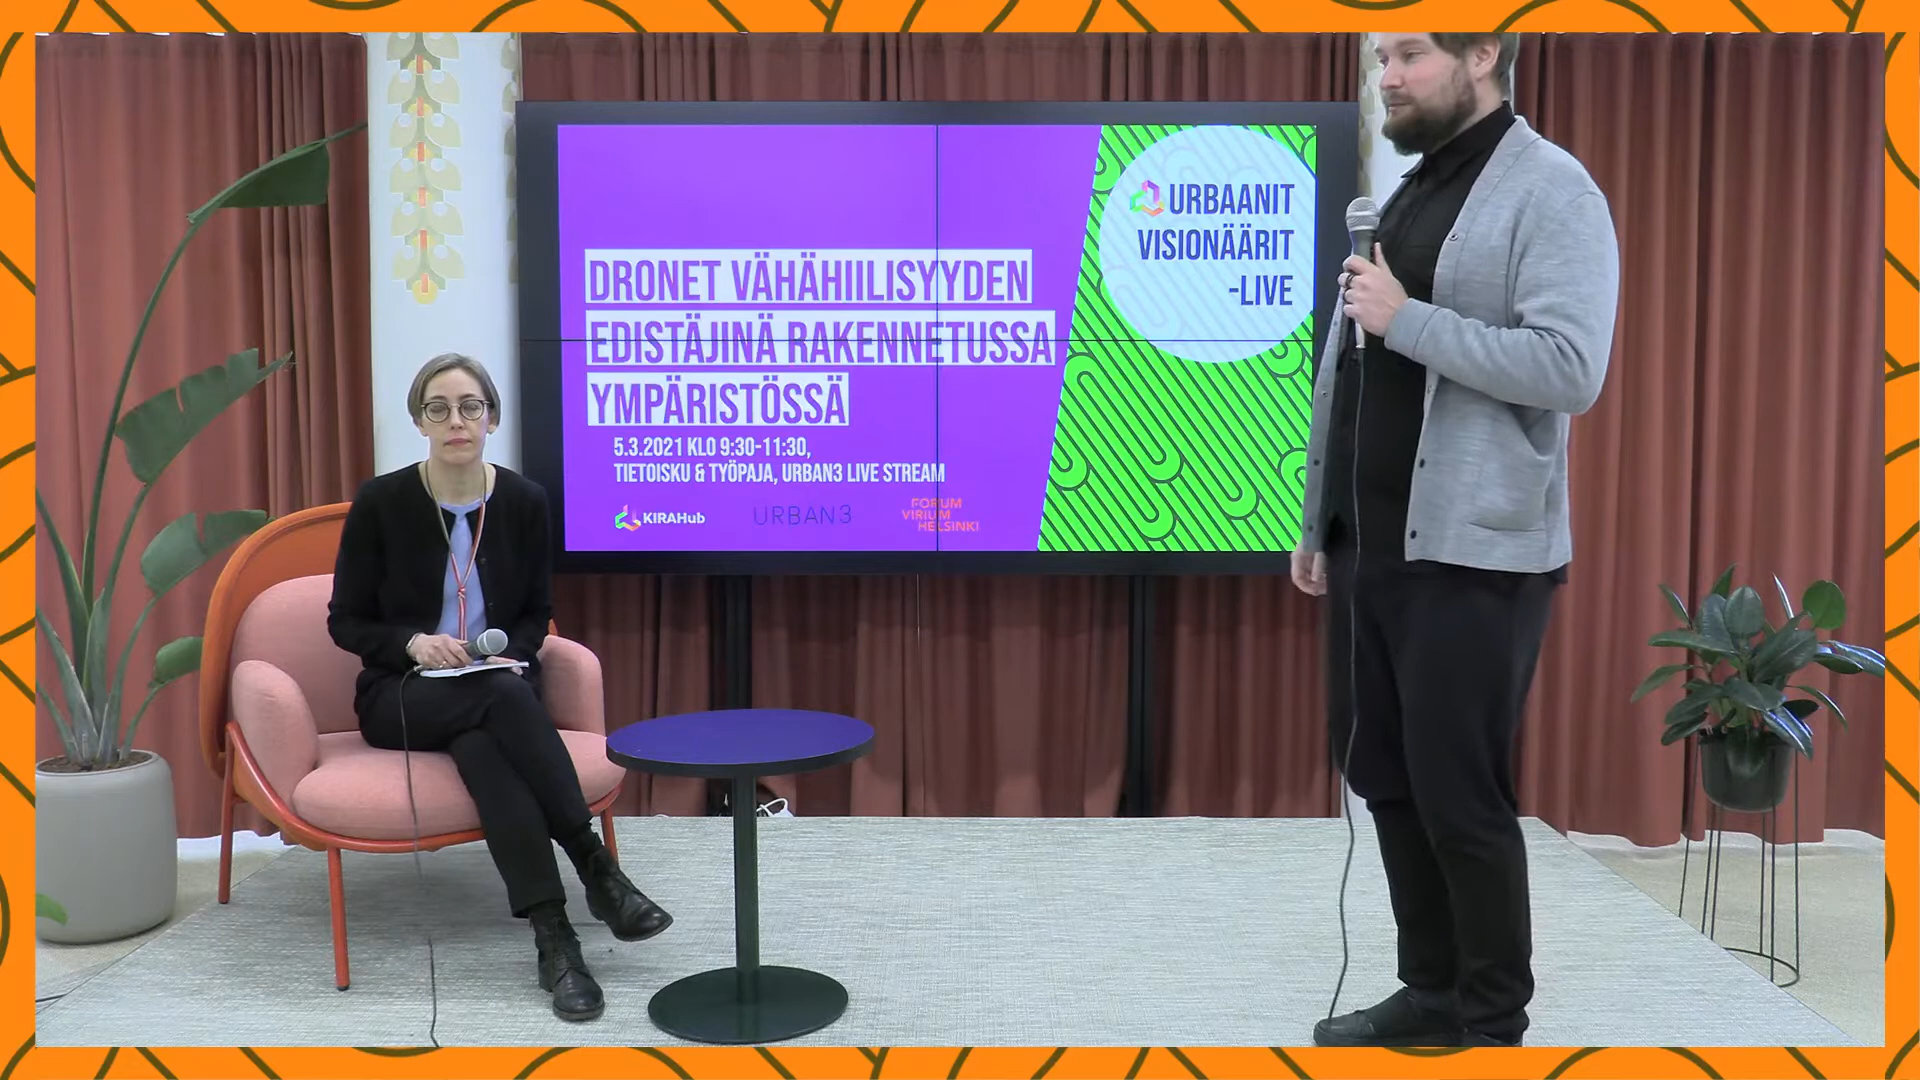 DRONET VÄHÄHIILISYYDEN
EDISTÄJINÄ RAKENNETUSSA
YMPÄRISTÖSSÄ
5.3.2021 KLO 9:30-11:30,
TIETOISKU & TYÖPAJA, URBAN3 LIVE STREAM
KIRAHub
URBAN3
FORUM
VIRIUM
HELSINKI
URBAANIT
VISIONÄÄRIT
-LIVE